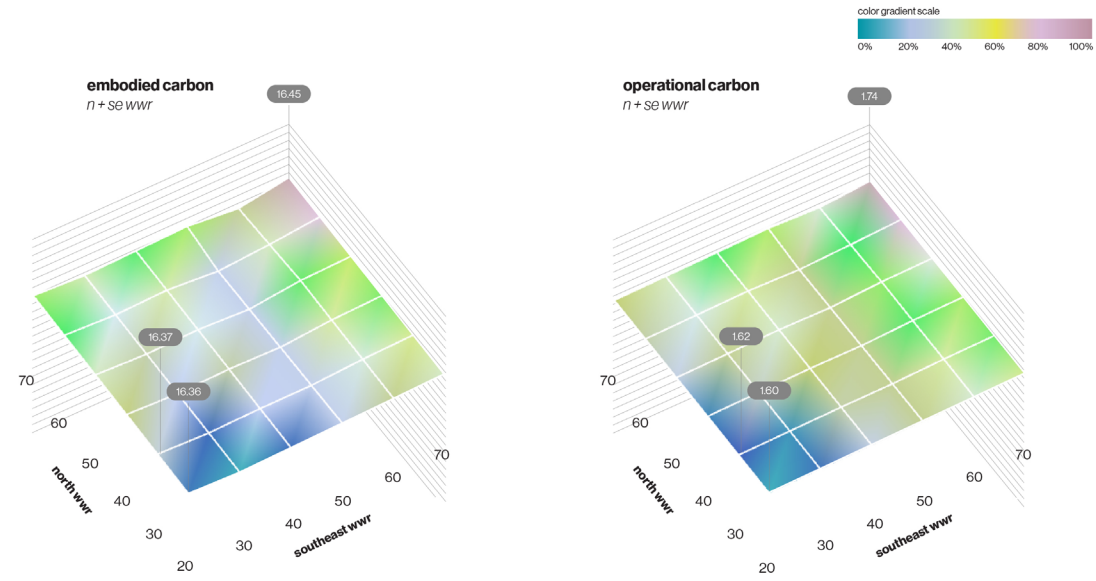 color gradient scale
0% 20% 40% 60% 80% 100%
embodied carbon
n + se wwr
16.45
16.37
16.36
70
60
50
40
30
20
north wwr
30
40
50
60
70
southeast wwr
operational carbon
n + se wwr
1.74
1.62
1.60
70
60
50
40
30
20
north wwr
30
40
50
60
70
southeast wwr